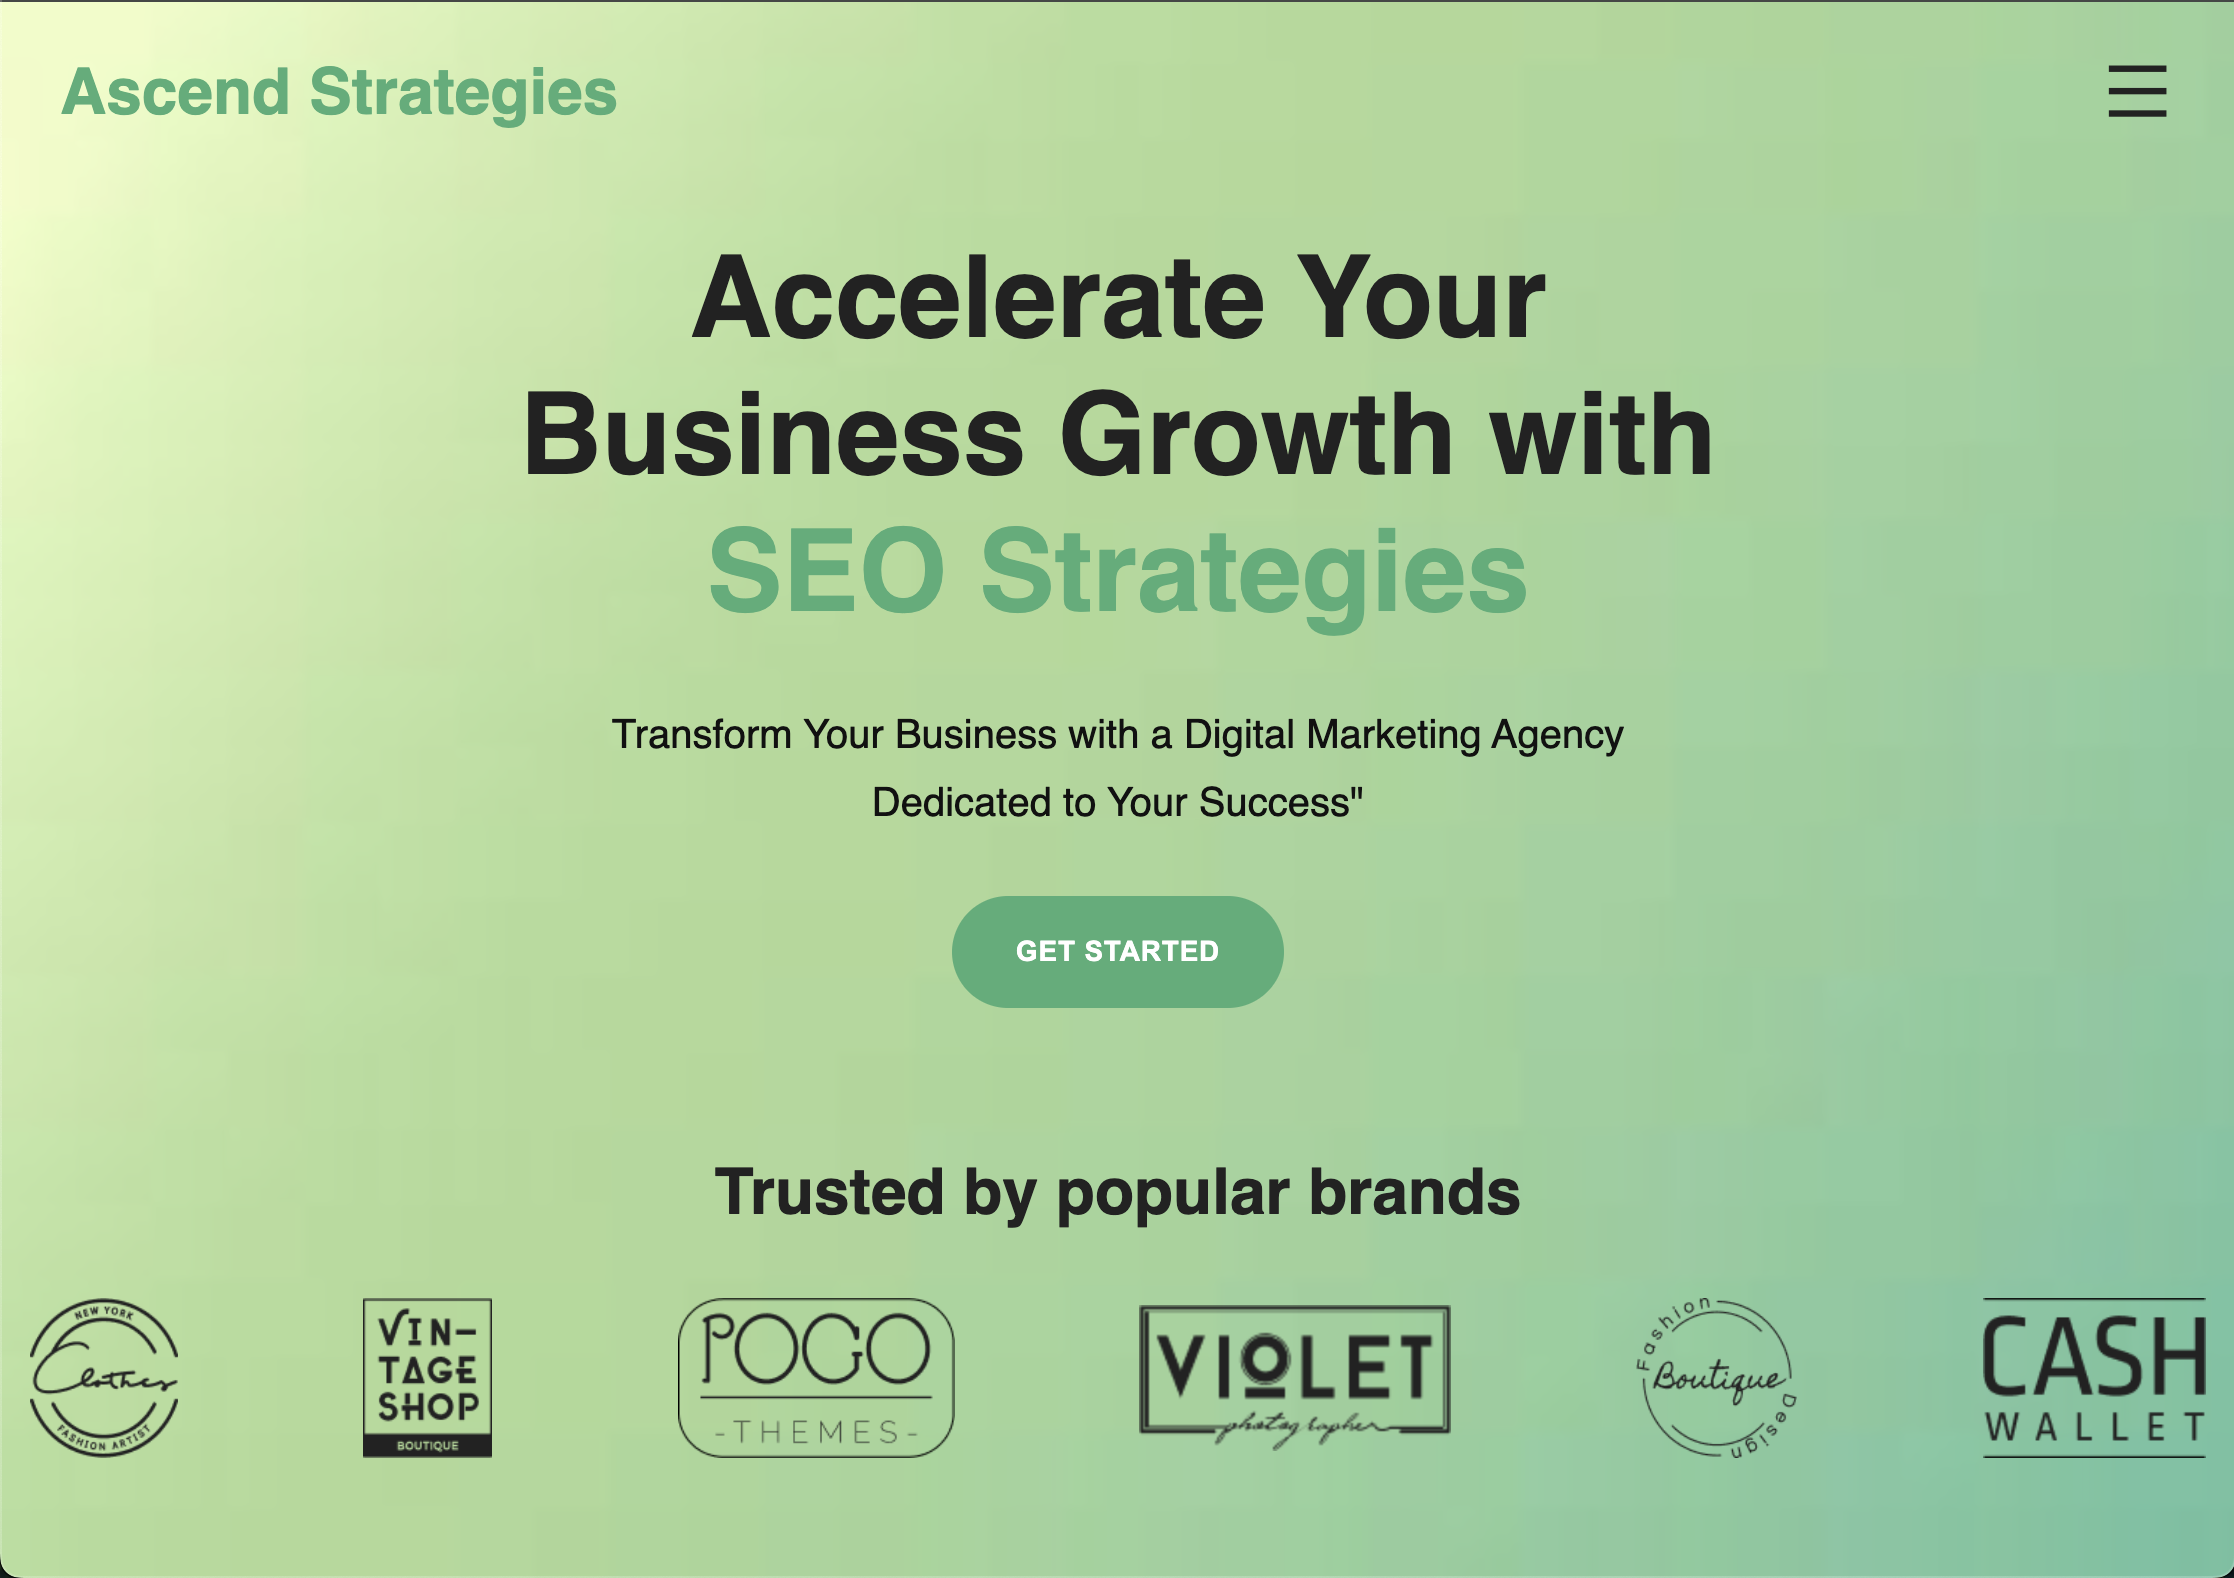 Ascend Strategies
Accelerate Your
Business Growth with
SEO Strategies
Transform Your Business with a Digital Marketing Agency
Dedicated to Your Success"
GET STARTED
Trusted by popular brands
NEW YORK
Clothes
FASHION ARTIST
VIN-
TAGE
SHOP
BOUTIQUE
POGO
-THEMES-
VIOLET
photographer
Fashion
Boutique
Design
CASH
WALLET